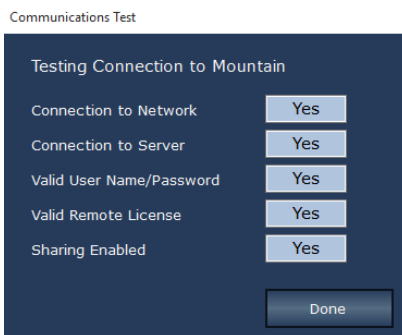 Communications Test
Testing Connection to Mountain
Connection to Network Yes
Connection to Server Yes
Valid User Name/Password Yes
Valid Remote License Yes
Sharing Enabled Yes
Done